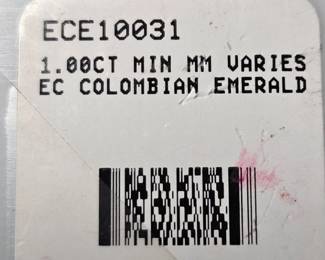 ECE10031
1.00CT MIN MM VARIES
EC COLOMBIAN EMERALD